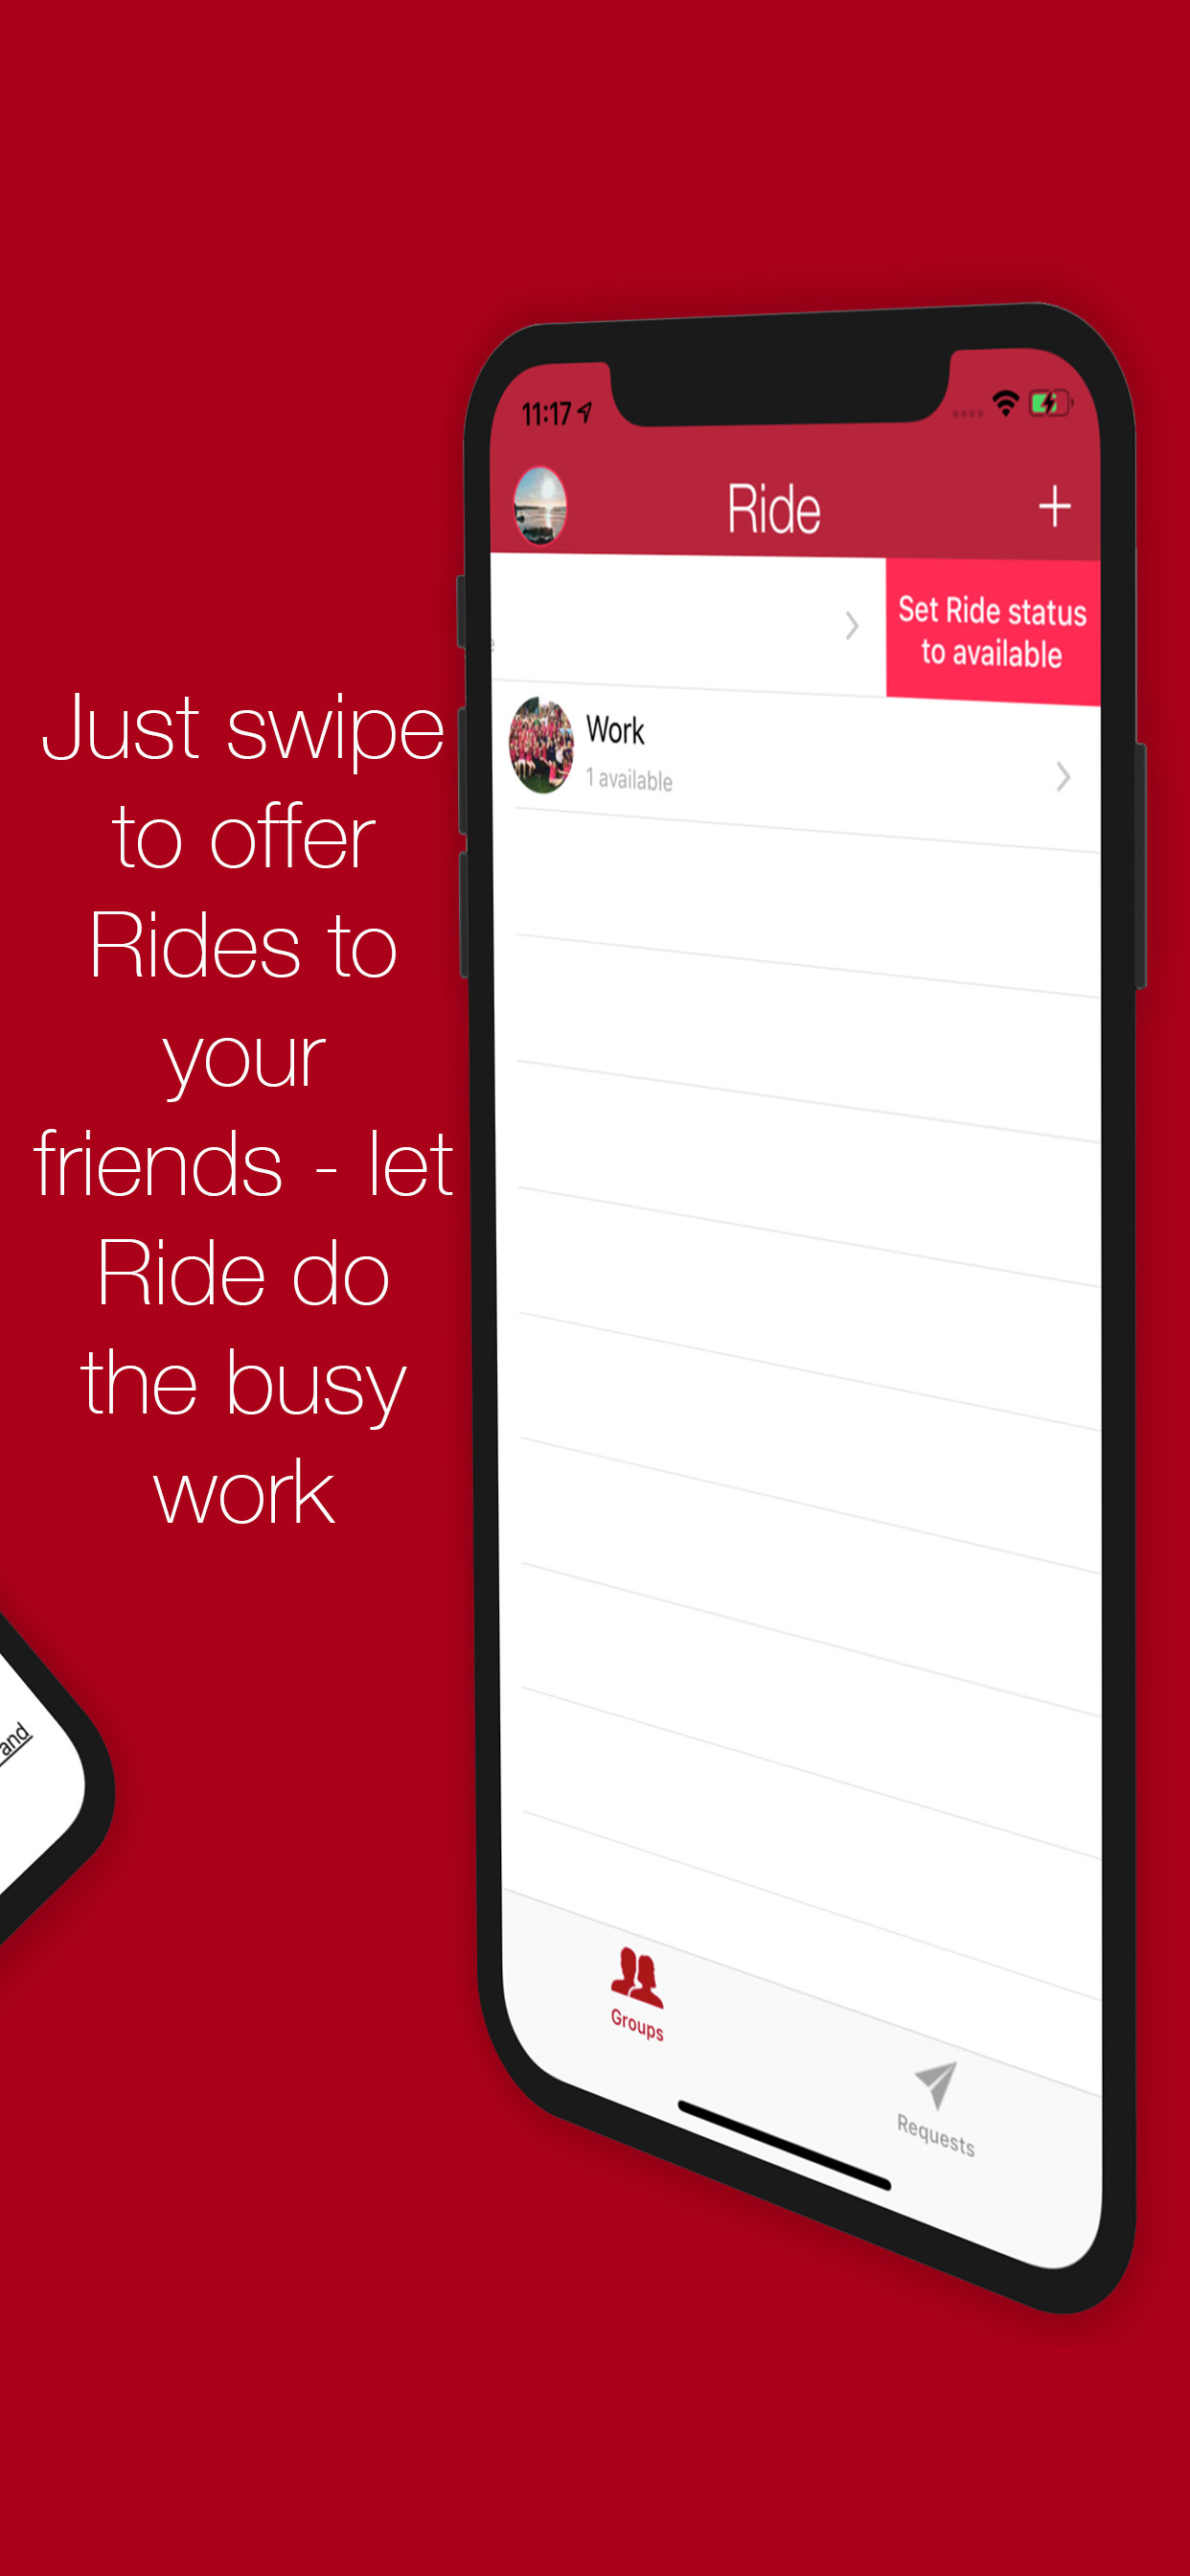 11:17
Ride
Set Ride status
to available
Work
1 available
Just swipe
to offer
Rides to
your
friends - let
Ride do
the busy
work
and
Groups
Requests